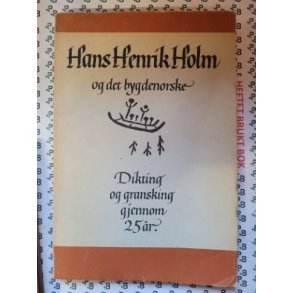 Hans Henrik Holm
og det bygdenorske
Dikting
og gransking
gjennom
25 år.
HEFTET BRUKT BOK